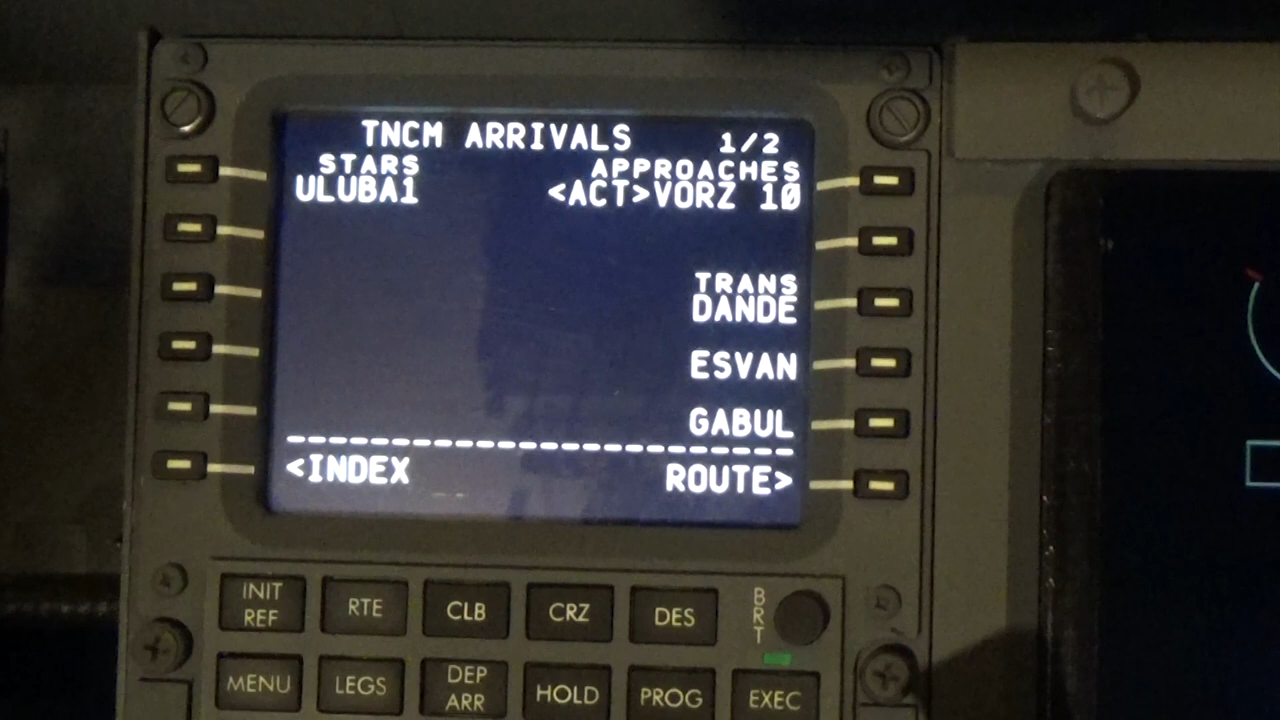 TNCM ARRIVALS 1/2
STARS APPROACHES
ULUBA1 <ACT>VORZ 10
TRANS
DANDE
ESVAN
GABUL
------------------------
<INDEX ROUTE>
INIT REF RTE CLB CRZ DES BRT
MENU LEGS DEP ARR HOLD PROG EXEC